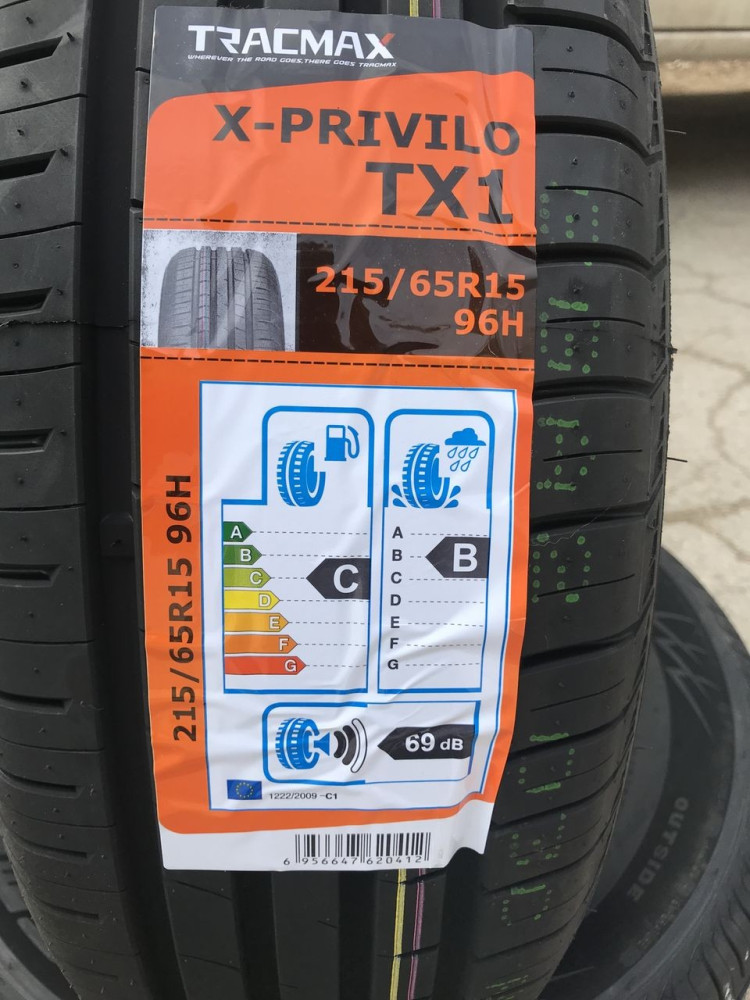 TRACMAX
WHEREVER THE ROAD GOES,THERE GOES TRACMAX
X-PRIVILO
TX1
215/65R15
96H
215/65R15 96H
A
B
C
D
E
F
G
C
A
B
C
D
E
F
G
B
69 dB
1222/2009 -C1
6 956647 620412
OUTSIDE